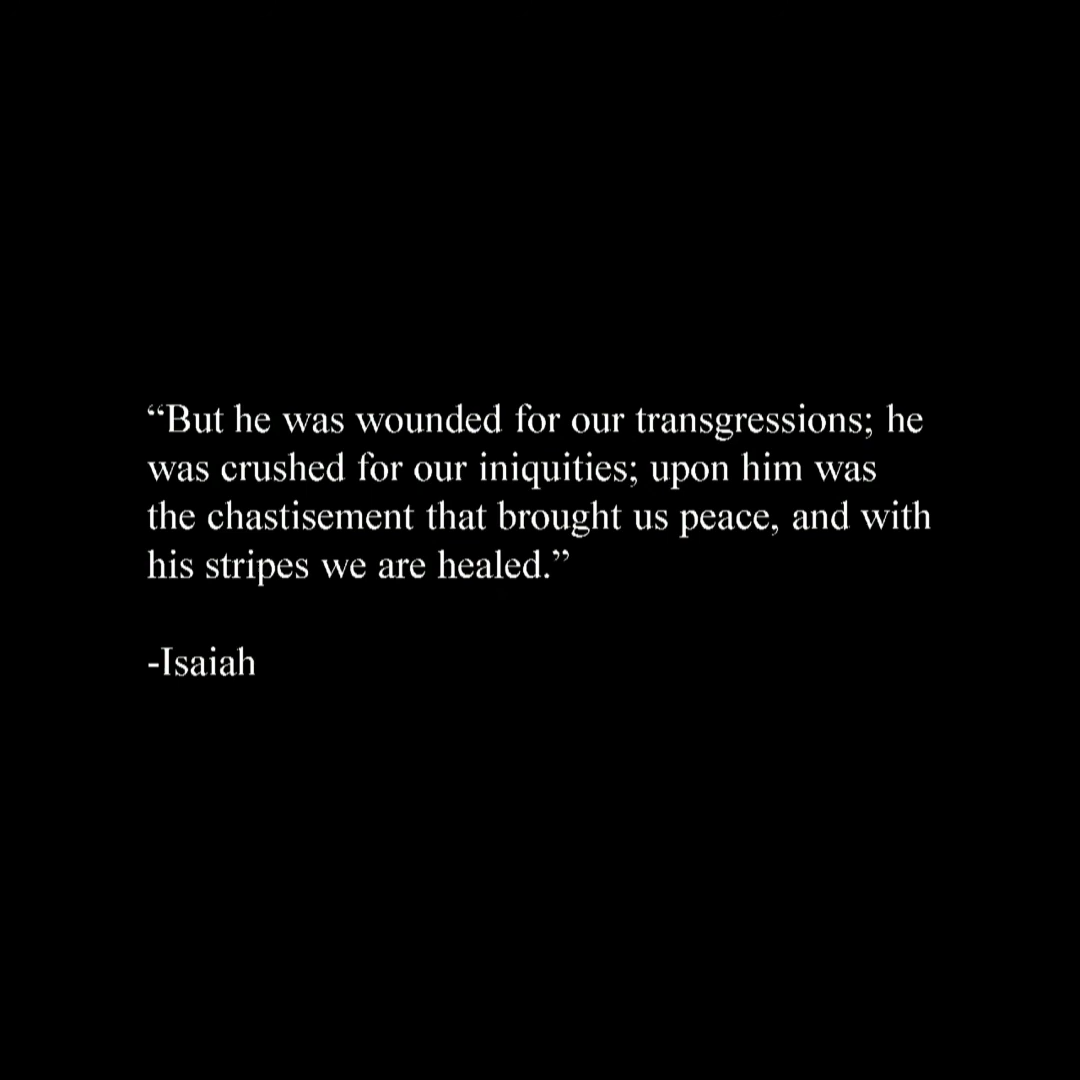 “But he was wounded for our transgressions; he
was crushed for our iniquities; upon him was
the chastisement that brought us peace, and with
his stripes we are healed.”
-Isaiah